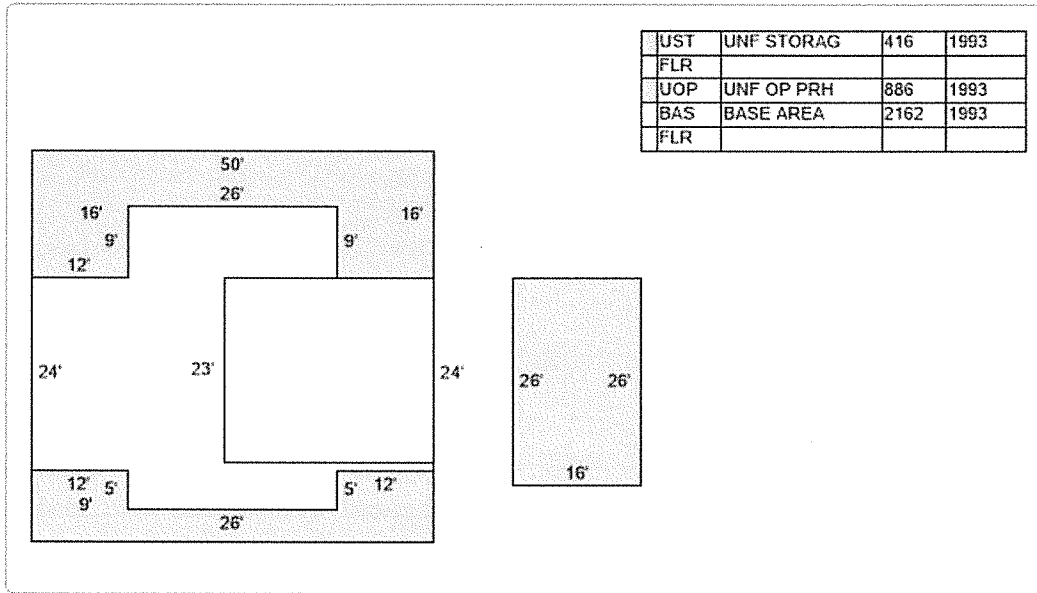 UST UNF STORAG 416 1993
FLR
UOP UNF OP PRH 886 1993
BAS BASE AREA 2162 1993
FLR
50'
26'
16' 16'
9' 9'
12'
24' 23' 24' 26' 26'
12' 5' 5' 12' 16'
9'
26'